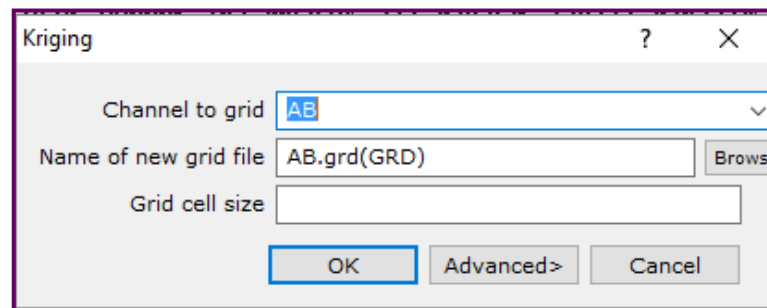 Kriging ?
Channel to grid AB
Name of new grid file AB.grd(GRD) Brows
Grid cell size
OK Advanced> Cancel